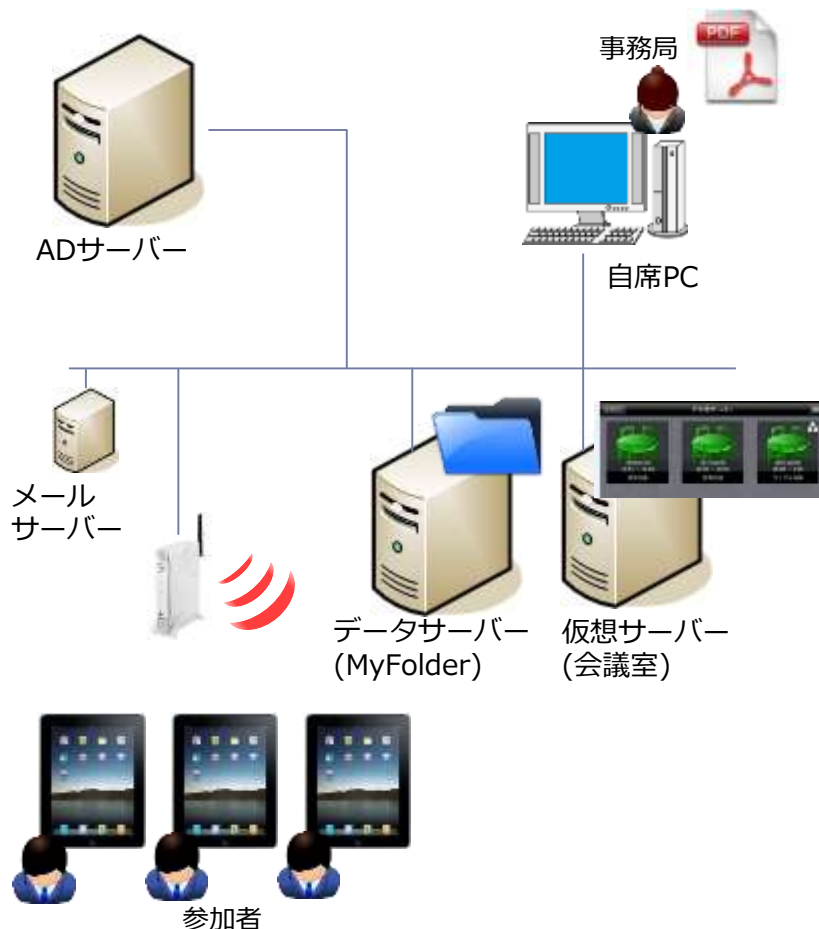 事務局
PDF
ADサーバー
自席PC
メール
サーバー
データサーバー
(MyFolder)
仮想サーバー
(会議室)
参加者